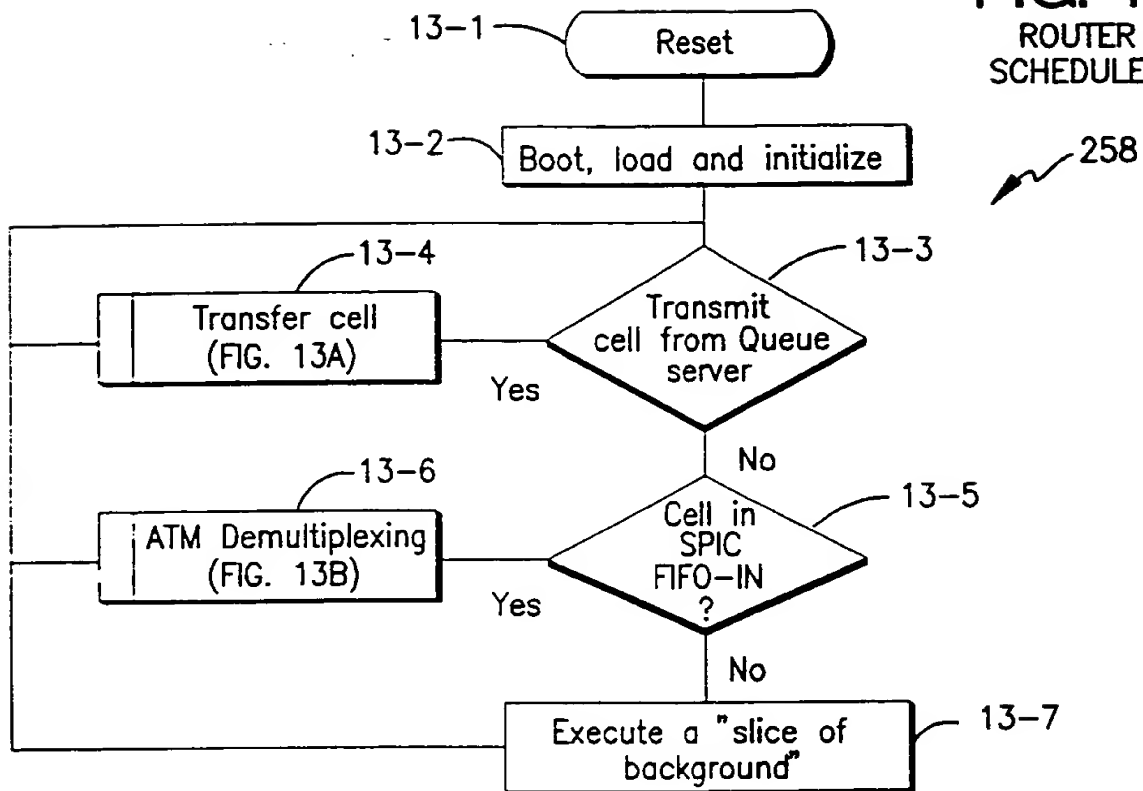 FIG. 1
ROUTER
SCHEDULE
258
13-1
Reset
13-2
Boot, load and initialize
13-3
Transmit
cell from Queue
server
13-4
Transfer cell
(FIG. 13A)
Yes
No
13-5
Cell in
SPIC
FIFO-IN
?
13-6
ATM Demultiplexing
(FIG. 13B)
Yes
No
13-7
Execute a "slice of
background"